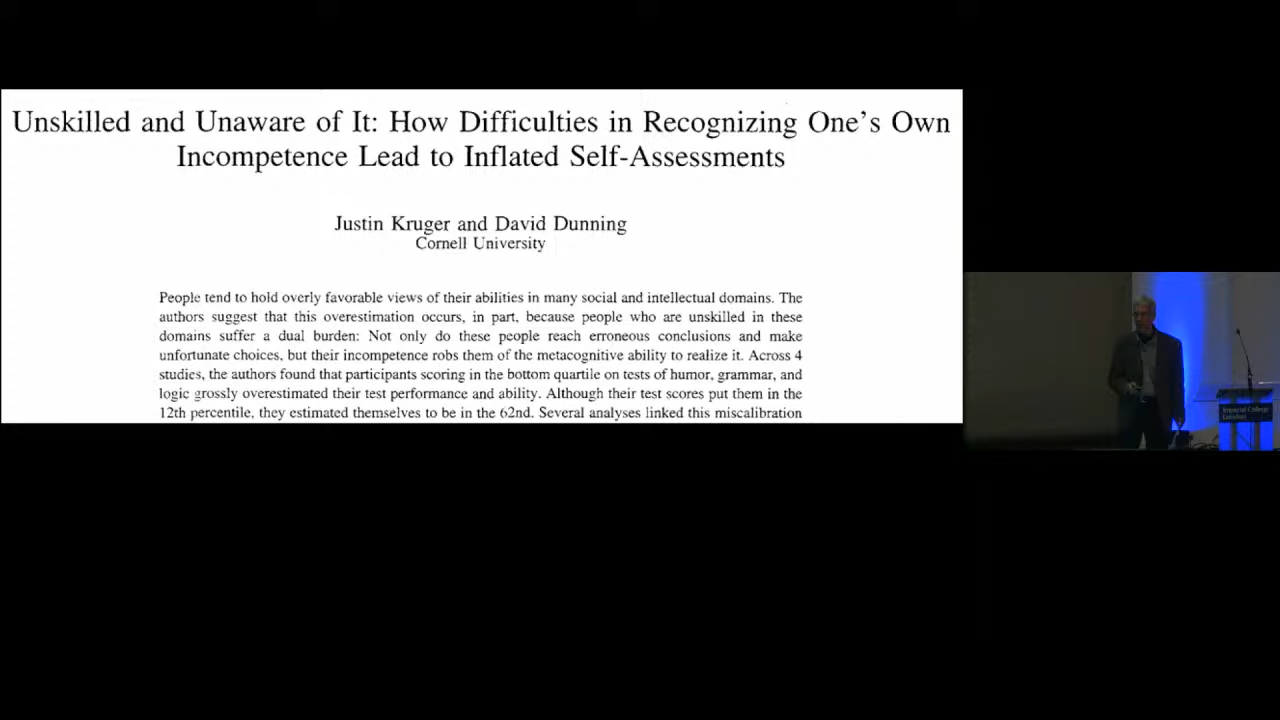 Unskilled and Unaware of It: How Difficulties in Recognizing One's Own
Incompetence Lead to Inflated Self-Assessments
Justin Kruger and David Dunning
Cornell University
People tend to hold overly favorable views of their abilities in many social and intellectual domains. The
authors suggest that this overestimation occurs, in part, because people who are unskilled in these
domains suffer a dual burden: Not only do these people reach erroneous conclusions and make
unfortunate choices, but their incompetence robs them of the metacognitive ability to realize it. Across 4
studies, the authors found that participants scoring in the bottom quartile on tests of humor, grammar, and
logic grossly overestimated their test performance and ability. Although their test scores put them in the
12th percentile, they estimated themselves to be in the 62nd. Several analyses linked this miscalibration
Imperial College
London